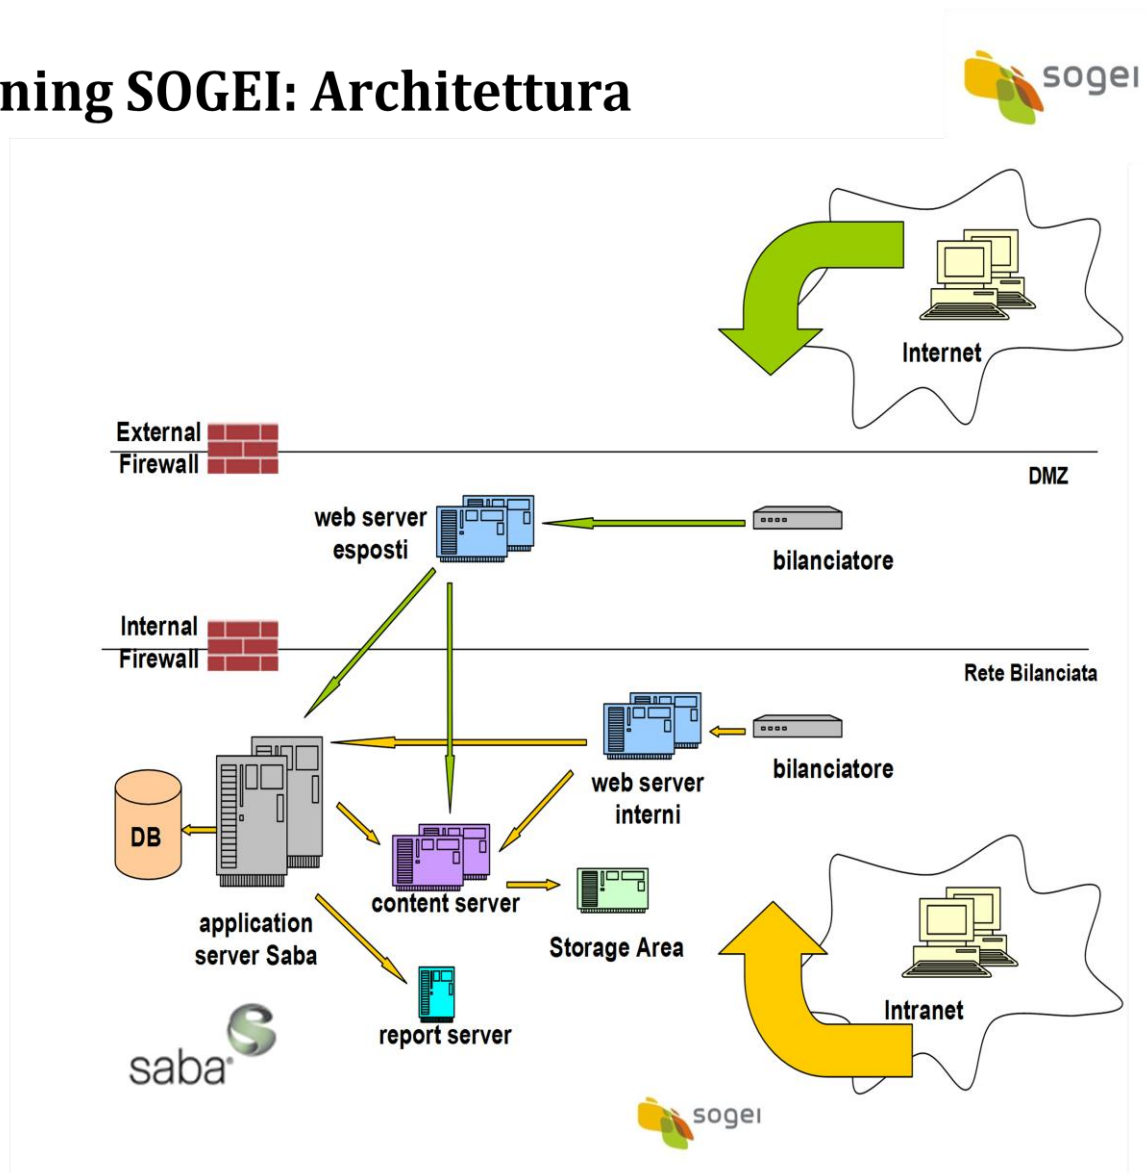 ning SOGEI: Architettura
sogei
Internet
External
Firewall
DMZ
web server
esposti
bilanciatore
Internal
Firewall
Rete Bilanciata
web server
interni
bilanciatore
DB
content server
application
server Saba
Storage Area
Intranet
report server
saba
sogei